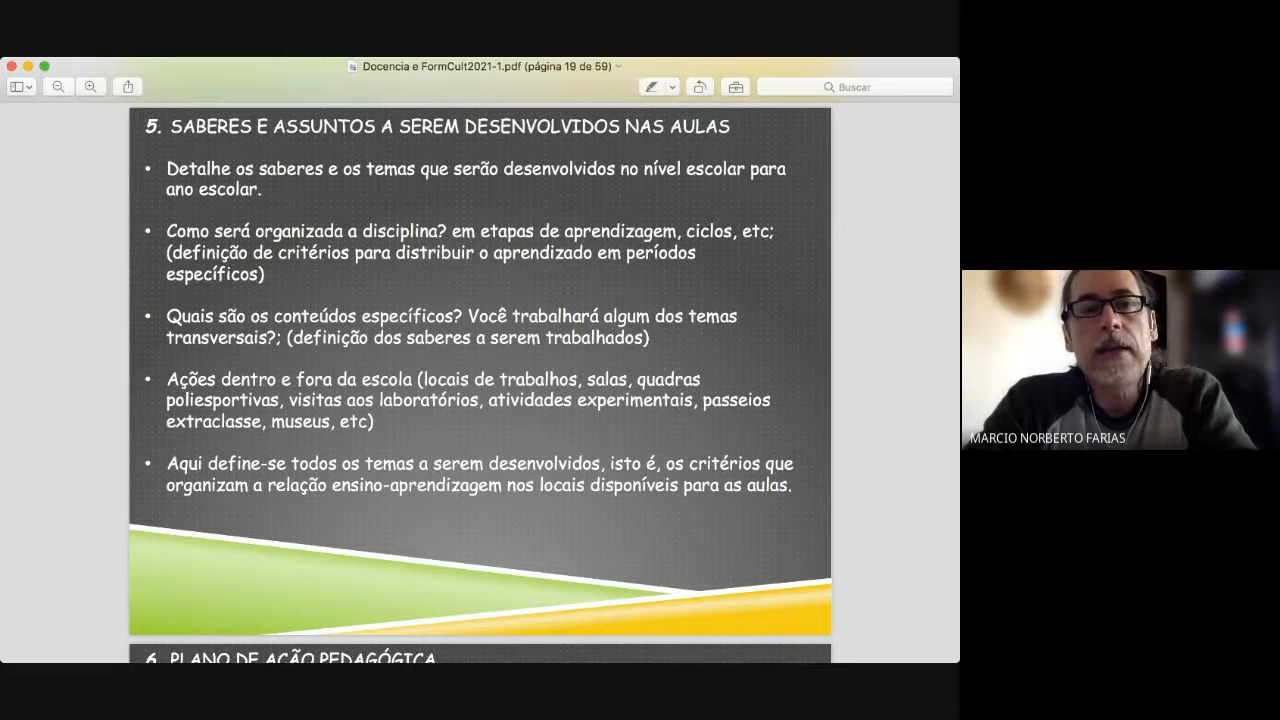 Docencia e FormCult2021-1.pdf (página 19 de 59)
Buscar
5. SABERES E ASSUNTOS A SEREM DESENVOLVIDOS NAS AULAS
• Detalhe os saberes e os temas que serão desenvolvidos no nível escolar para
ano escolar.
• Como será organizada a disciplina? em etapas de aprendizagem, ciclos, etc;
(definição de critérios para distribuir o aprendizado em períodos
específicos)
• Quais são os conteúdos específicos? Você trabalhará algum dos temas
transversais?; (definição dos saberes a serem trabalhados)
• Ações dentro e fora da escola (locais de trabalhos, salas, quadras
poliesportivas, visitas aos laboratórios, atividades experimentais, passeios
extraclasse, museus, etc)
• Aqui define-se todos os temas a serem desenvolvidos, isto é, os critérios que
organizam a relação ensino-aprendizagem nos locais disponíveis para as aulas.
6. PLANO DE AÇÃO PEDAGÓGICA
MARCIO NORBERTO FARIAS